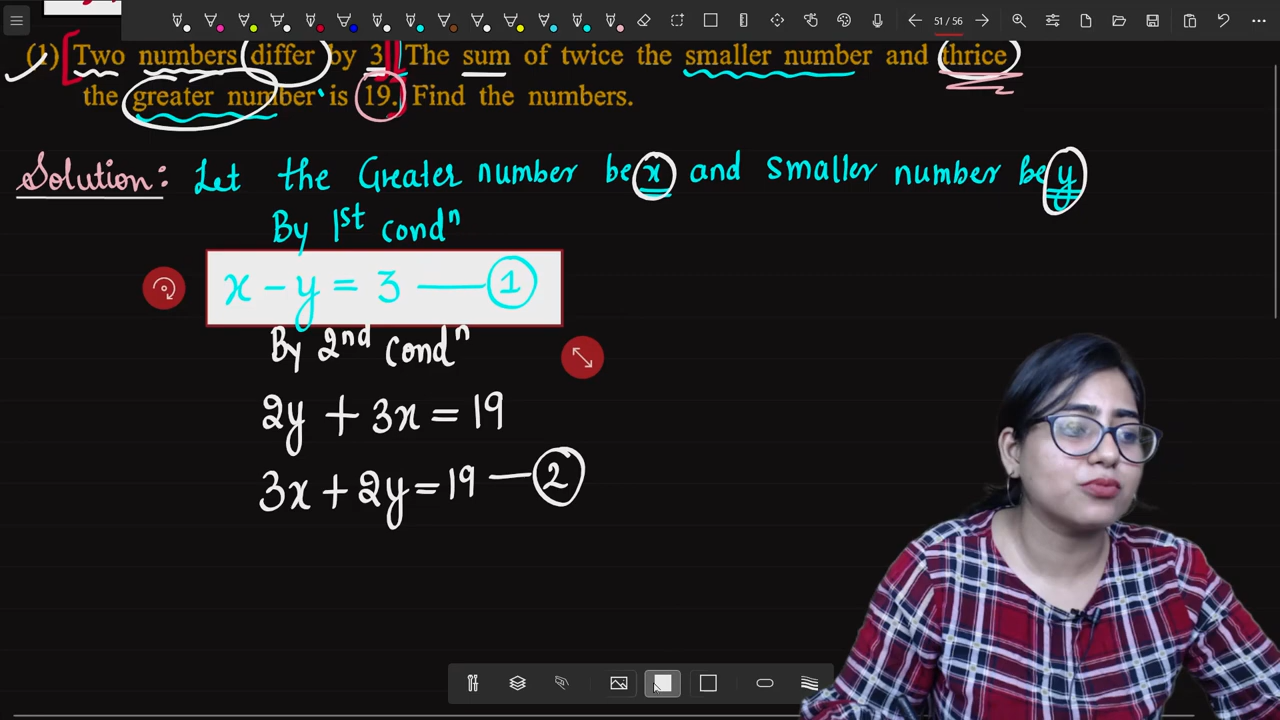 51 / 56
(1) Two numbers differ by 3. The sum of twice the smaller number and thrice
the greater number is 19. Find the numbers.
Solution: Let the Greater number be x and Smaller number be y
By 1st condn
x - y = 3 —— 1
By 2nd condn
2y + 3x = 19
3x + 2y = 19 — 2